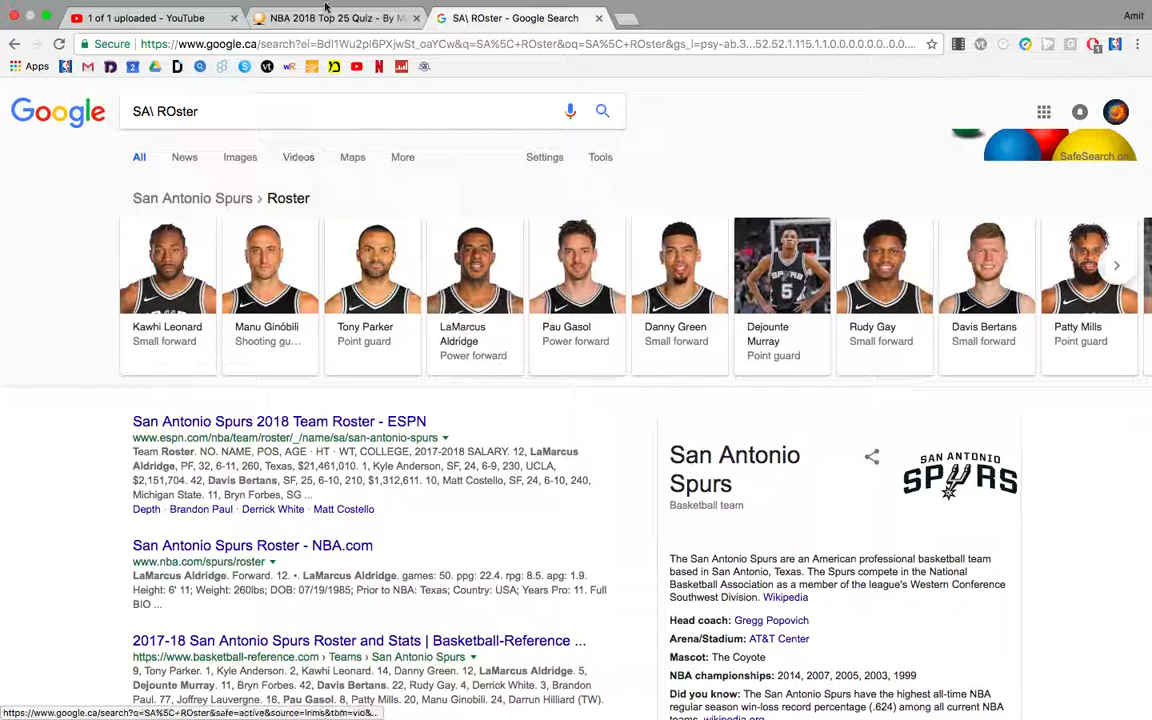 1 of 1 uploaded - YouTube
NBA 2018 Top 25 Quiz - By M
SA\ ROster - Google Search
Amit
Secure
https://www.google.ca/search?ei=BdI1Wu2pI6PXjwSt_oaYCw&q=SA%5C+ROster&oq=SA%5C+ROster&gs_l=psy-ab.3...52.52.1.115.1.1.0.0.0.0.0.0..0.0....0...
Apps
Google
SA\ ROster
All News Images Videos Maps More Settings Tools
SafeSearch on
San Antonio Spurs › Roster
Kawhi Leonard
Small forward
Manu Ginóbili
Shooting gu...
Tony Parker
Point guard
LaMarcus
Aldridge
Power forward
Pau Gasol
Power forward
Danny Green
Small forward
Dejounte
Murray
Point guard
Rudy Gay
Small forward
Davis Bertans
Small forward
Patty Mills
Point guard
San Antonio Spurs 2018 Team Roster - ESPN
www.espn.com/nba/team/roster/_/name/sa/san-antonio-spurs
Team Roster. NO. NAME, POS, AGE · HT · WT, COLLEGE, 2017-2018 SALARY. 12, LaMarcus
Aldridge, PF, 32, 6-11, 260, Texas, $21,461,010. 1, Kyle Anderson, SF, 24, 6-9, 230, UCLA,
$2,151,704. 42, Davis Bertans, SF, 25, 6-10, 210, $1,312,611. 10, Matt Costello, SF, 24, 6-10, 240,
Michigan State. 11, Bryn Forbes, SG ...
Depth · Brandon Paul · Derrick White · Matt Costello
San Antonio Spurs Roster - NBA.com
www.nba.com/spurs/roster
LaMarcus Aldridge. Forward. 12. •. LaMarcus Aldridge. games: 50. ppg: 22.4. rpg: 8.5. apg: 1.9.
Height: 6' 11; Weight: 260lbs; DOB: 07/19/1985; Prior to NBA: Texas; Country: USA; Years Pro: 11. Full
BIO ...
2017-18 San Antonio Spurs Roster and Stats | Basketball-Reference ...
https://www.basketball-reference.com › Teams › San Antonio Spurs
9, Tony Parker. 1, Kyle Anderson. 2, Kawhi Leonard. 14, Danny Green. 12, LaMarcus Aldridge. 5,
Dejounte Murray. 11, Bryn Forbes. 42, Davis Bertans. 22, Rudy Gay. 4, Derrick White. 3, Brandon
Paul. 77, Joffrey Lauvergne. 16, Pau Gasol. 8, Patty Mills. 20, Manu Ginobili. 24, Darrun Hilliard (TW).
San Antonio
Spurs
Basketball team
SAN ANTONIO
SPURS
The San Antonio Spurs are an American professional basketball team
based in San Antonio, Texas. The Spurs compete in the National
Basketball Association as a member of the league's Western Conference
Southwest Division. Wikipedia
Head coach: Gregg Popovich
Arena/Stadium: AT&T Center
Mascot: The Coyote
NBA championships: 2014, 2007, 2005, 2003, 1999
Did you know: The San Antonio Spurs have the highest all-time NBA
regular season win-loss record percentage (.624) among all current NBA
teams. wikipedia.org
https://www.google.ca/search?q=SA%5C+ROster&safe=active&source=lnms&tbm=vid&...